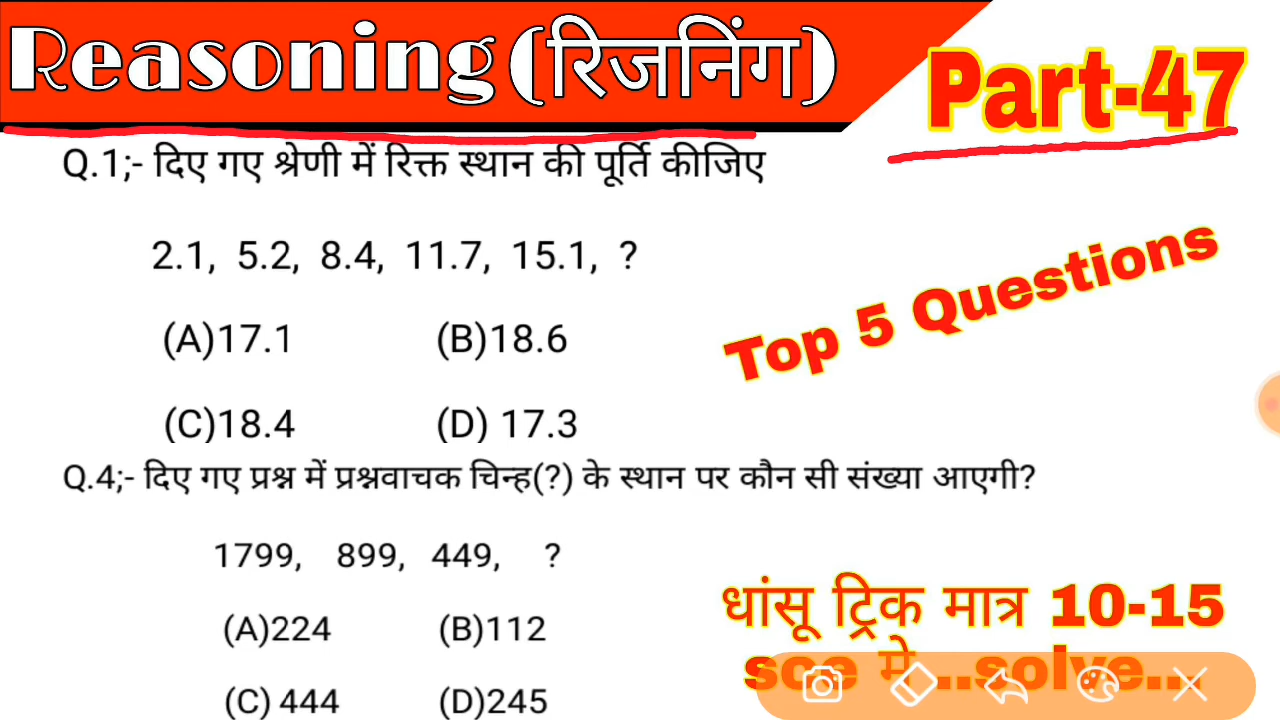 Reasoning(रिजनिंग)
Part-47
Q.1;- दिए गए श्रेणी में रिक्त स्थान की पूर्ति कीजिए
2.1, 5.2, 8.4, 11.7, 15.1, ?
(A)17.1 (B)18.6
(C)18.4 (D) 17.3
Top 5 Questions
Q.4;- दिए गए प्रश्न में प्रश्नवाचक चिन्ह(?) के स्थान पर कौन सी संख्या आएगी?
1799, 899, 449, ?
(A)224 (B)112
(C) 444 (D)245
धांसू ट्रिक मात्र 10-15
sce मे...solve...